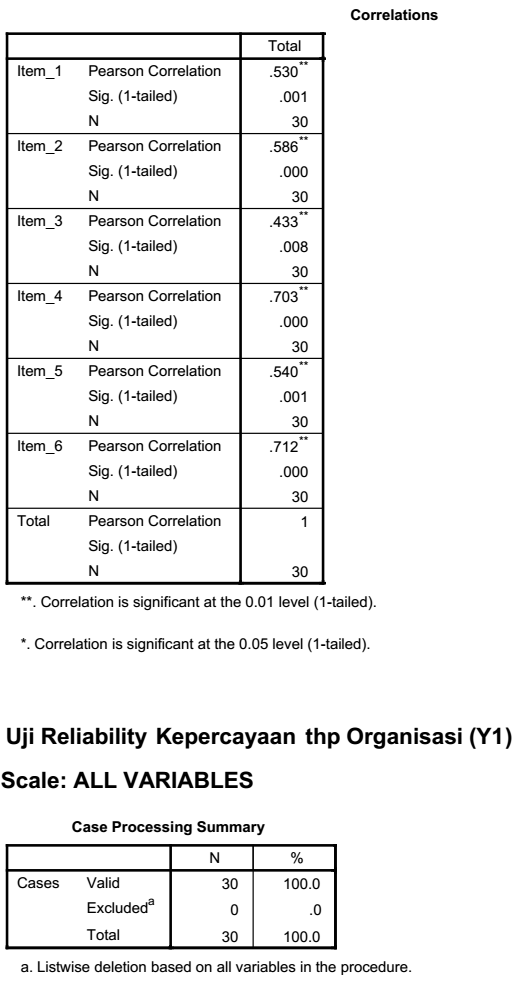 Correlations
Total
Item_1 Pearson Correlation .530**
Sig. (1-tailed) .001
N 30
Item_2 Pearson Correlation .586**
Sig. (1-tailed) .000
N 30
Item_3 Pearson Correlation .433**
Sig. (1-tailed) .008
N 30
Item_4 Pearson Correlation .703**
Sig. (1-tailed) .000
N 30
Item_5 Pearson Correlation .540**
Sig. (1-tailed) .001
N 30
Item_6 Pearson Correlation .712**
Sig. (1-tailed) .000
N 30
Total Pearson Correlation 1
Sig. (1-tailed)
N 30
**. Correlation is significant at the 0.01 level (1-tailed).
*. Correlation is significant at the 0.05 level (1-tailed).
Uji Reliability Kepercayaan thp Organisasi (Y1)
Scale: ALL VARIABLES
Case Processing Summary
N %
Cases Valid 30 100.0
Excludedª 0 .0
Total 30 100.0
a. Listwise deletion based on all variables in the procedure.